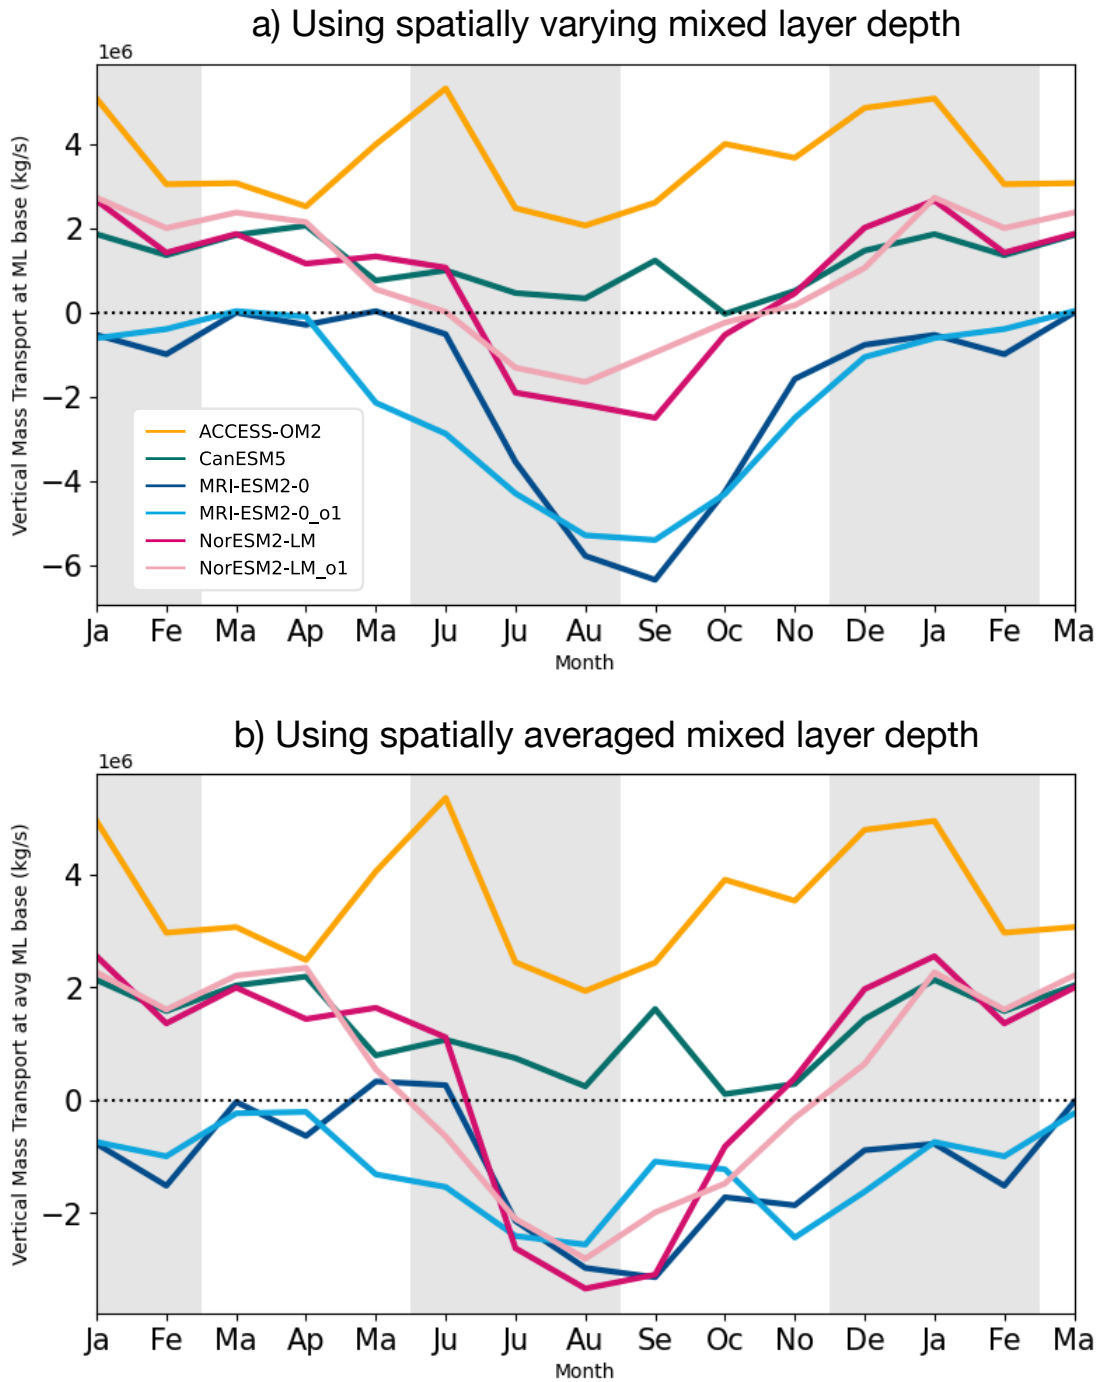 a) Using spatially varying mixed layer depth
1e6
Vertical Mass Transport at ML base (kg/s)
4
2
0
−2
−4
−6
ACCESS-OM2
CanESM5
MRI-ESM2-0
MRI-ESM2-0_o1
NorESM2-LM
NorESM2-LM_o1
Ja Fe Ma Ap Ma Ju Ju Au Se Oc No De Ja Fe Ma
Month
b) Using spatially averaged mixed layer depth
1e6
Vertical Mass Transport at avg ML base (kg/s)
4
2
0
−2
Ja Fe Ma Ap Ma Ju Ju Au Se Oc No De Ja Fe Ma
Month